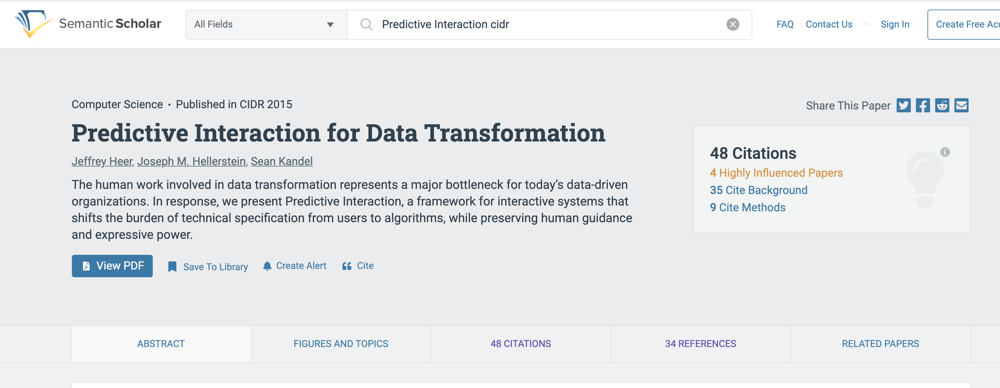 Semantic Scholar
All Fields
Predictive Interaction cidr
FAQ
Contact Us
Sign In
Create Free Acc
Computer Science • Published in CIDR 2015
Share This Paper
Predictive Interaction for Data Transformation
Jeffrey Heer, Joseph M. Hellerstein, Sean Kandel
The human work involved in data transformation represents a major bottleneck for today’s data-driven
organizations. In response, we present Predictive Interaction, a framework for interactive systems that
shifts the burden of technical specification from users to algorithms, while preserving human guidance
and expressive power.
48 Citations
4 Highly Influenced Papers
35 Cite Background
9 Cite Methods
View PDF
Save To Library
Create Alert
Cite
ABSTRACT
FIGURES AND TOPICS
48 CITATIONS
34 REFERENCES
RELATED PAPERS